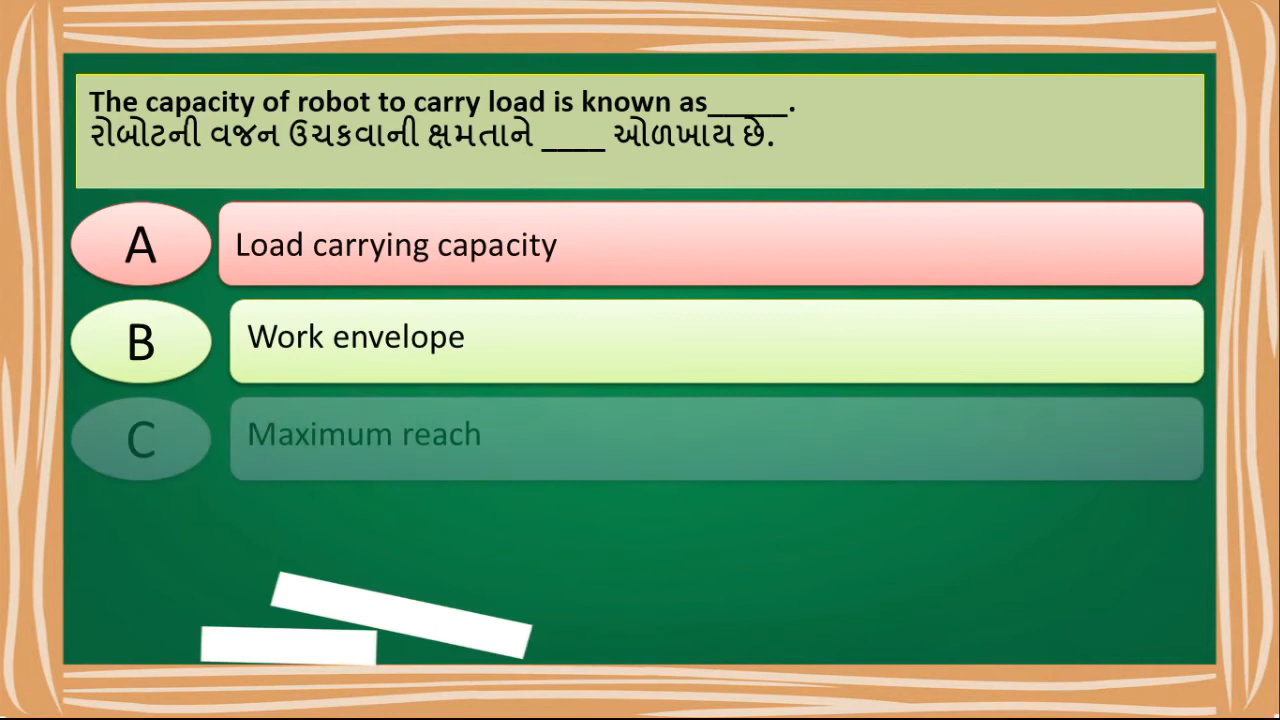 The capacity of robot to carry load is known as_____.
રોબોટની વજન ઉચકવાની ક્ષમતાને ____ ઓળખાય છે.
A Load carrying capacity
B Work envelope
C Maximum reach